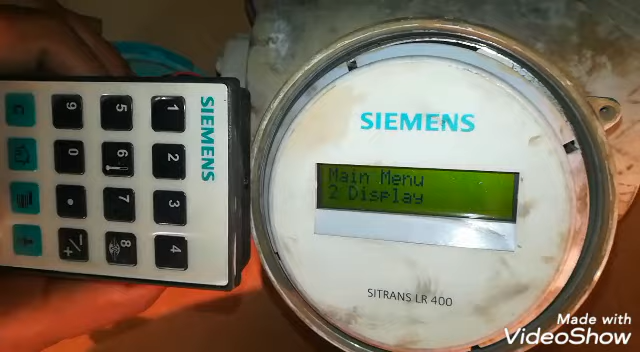 SIEMENS
1
2
3
4
5
6
7
8
9
0
.
C
SIEMENS
Main Menu
2 Display
SITRANS LR 400
Made with
VideoShow